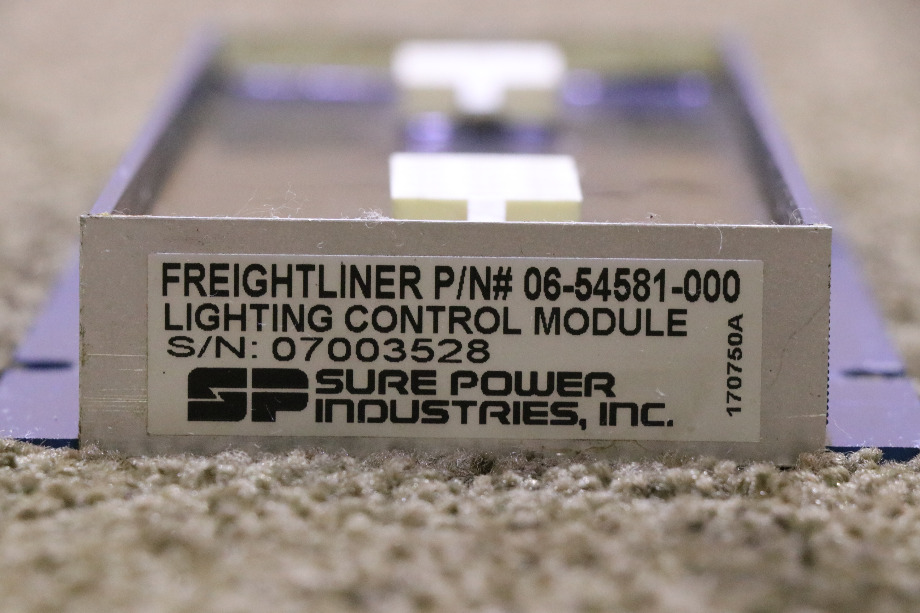 FREIGHTLINER P/N# 06-54581-000
LIGHTING CONTROL MODULE
S/N: 07003528
SP SURE POWER
INDUSTRIES, INC.
170750A